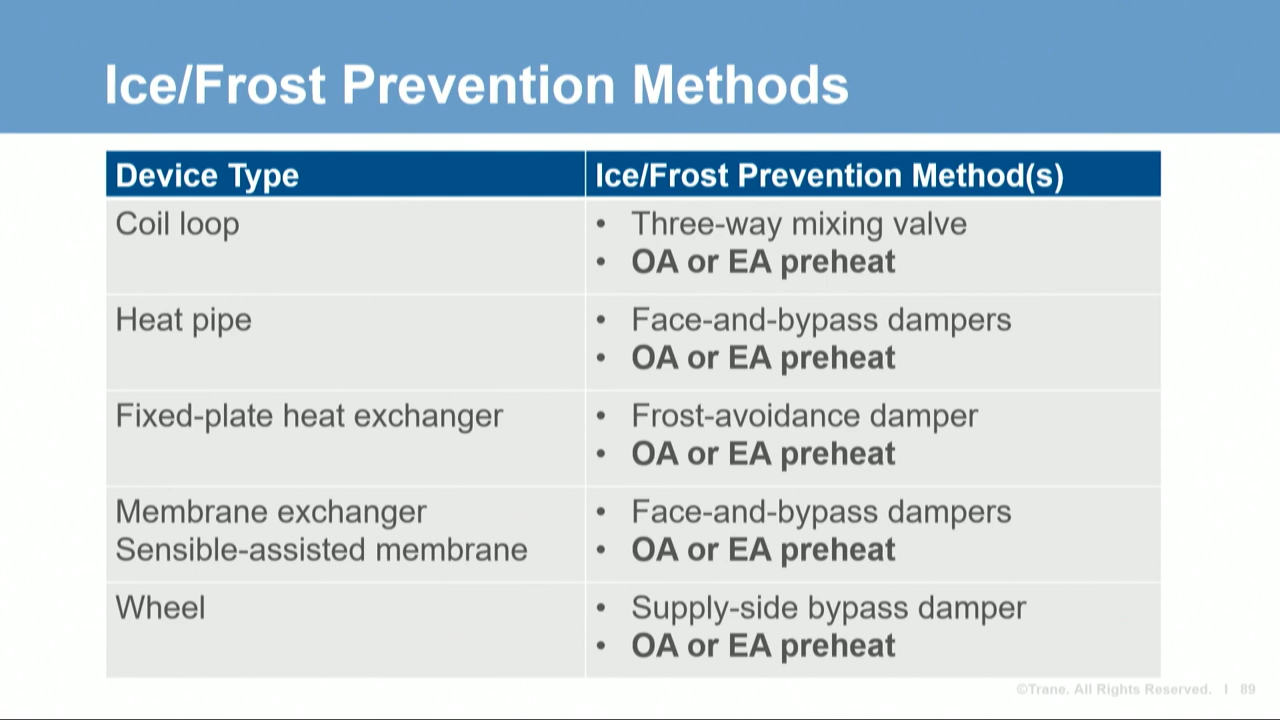 Ice/Frost Prevention Methods
Device Type
Ice/Frost Prevention Method(s)
Coil loop
• Three-way mixing valve
• OA or EA preheat
Heat pipe
• Face-and-bypass dampers
• OA or EA preheat
Fixed-plate heat exchanger
• Frost-avoidance damper
• OA or EA preheat
Membrane exchanger
Sensible-assisted membrane
• Face-and-bypass dampers
• OA or EA preheat
Wheel
• Supply-side bypass damper
• OA or EA preheat
©Trane. All Rights Reserved. I 89